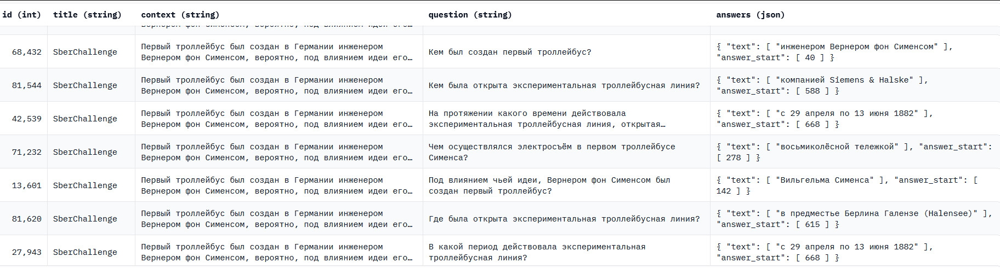 id (int) title (string) context (string) question (string) answers (json)
Вернером фон Сименсом, вероятно, под влиянием идеи его…
68,432 SberChallenge Первый троллейбус был создан в Германии инженером
Вернером фон Сименсом, вероятно, под влиянием идеи его…
Кем был создан первый троллейбус?
{ "text": [ "инженером Вернером фон Сименсом" ],
"answer_start": [ 40 ] }
81,544 SberChallenge Первый троллейбус был создан в Германии инженером
Вернером фон Сименсом, вероятно, под влиянием идеи его…
Кем была открыта экспериментальная троллейбусная линия?
{ "text": [ "компанией Siemens & Halske" ],
"answer_start": [ 588 ] }
42,539 SberChallenge Первый троллейбус был создан в Германии инженером
Вернером фон Сименсом, вероятно, под влиянием идеи его…
На протяжении какого времени действовала
экспериментальная троллейбусная линия, открытая…
{ "text": [ "с 29 апреля по 13 июня 1882" ],
"answer_start": [ 668 ] }
71,232 SberChallenge Первый троллейбус был создан в Германии инженером
Вернером фон Сименсом, вероятно, под влиянием идеи его…
Чем осуществлялся электросъём в первом троллейбусе
Сименса?
{ "text": [ "восьмиколёсной тележкой" ], "answer_start":
[ 278 ] }
13,601 SberChallenge Первый троллейбус был создан в Германии инженером
Вернером фон Сименсом, вероятно, под влиянием идеи его…
Под влиянием чьей идеи, Вернером фон Сименсом был
создан первый троллейбус?
{ "text": [ "Вильгельма Сименса" ], "answer_start": [
142 ] }
81,620 SberChallenge Первый троллейбус был создан в Германии инженером
Вернером фон Сименсом, вероятно, под влиянием идеи его…
Где была открыта экспериментальная троллейбусная линия?
{ "text": [ "в предместье Берлина Галензе (Halensee)" ],
"answer_start": [ 615 ] }
27,943 SberChallenge Первый троллейбус был создан в Германии инженером
Вернером фон Сименсом, вероятно, под влиянием идеи его…
В какой период действовала экспериментальная
троллейбусная линия?
{ "text": [ "с 29 апреля по 13 июня 1882" ],
"answer_start": [ 668 ] }